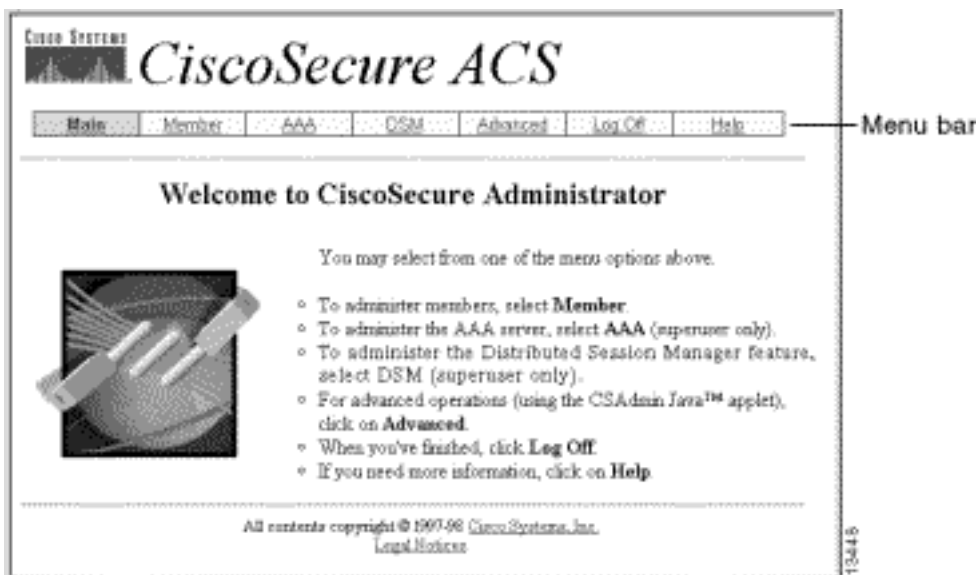 CISCO SYSTEMS
CiscoSecure ACS
Main Member AAA DSM Advanced Log Off Help
Menu bar
Welcome to CiscoSecure Administrator
You may select from one of the menu options above.
To administer members, select Member.
To administer the AAA server, select AAA (superuser only).
To administer the Distributed Session Manager feature,
select DSM (superuser only).
For advanced operations (using the CSAdmin Java™ applet),
click on Advanced.
When you've finished, click Log Off.
If you need more information, click on Help.
All contents copyright © 1997-98 Cisco Systems, Inc.
Legal Notices
13445